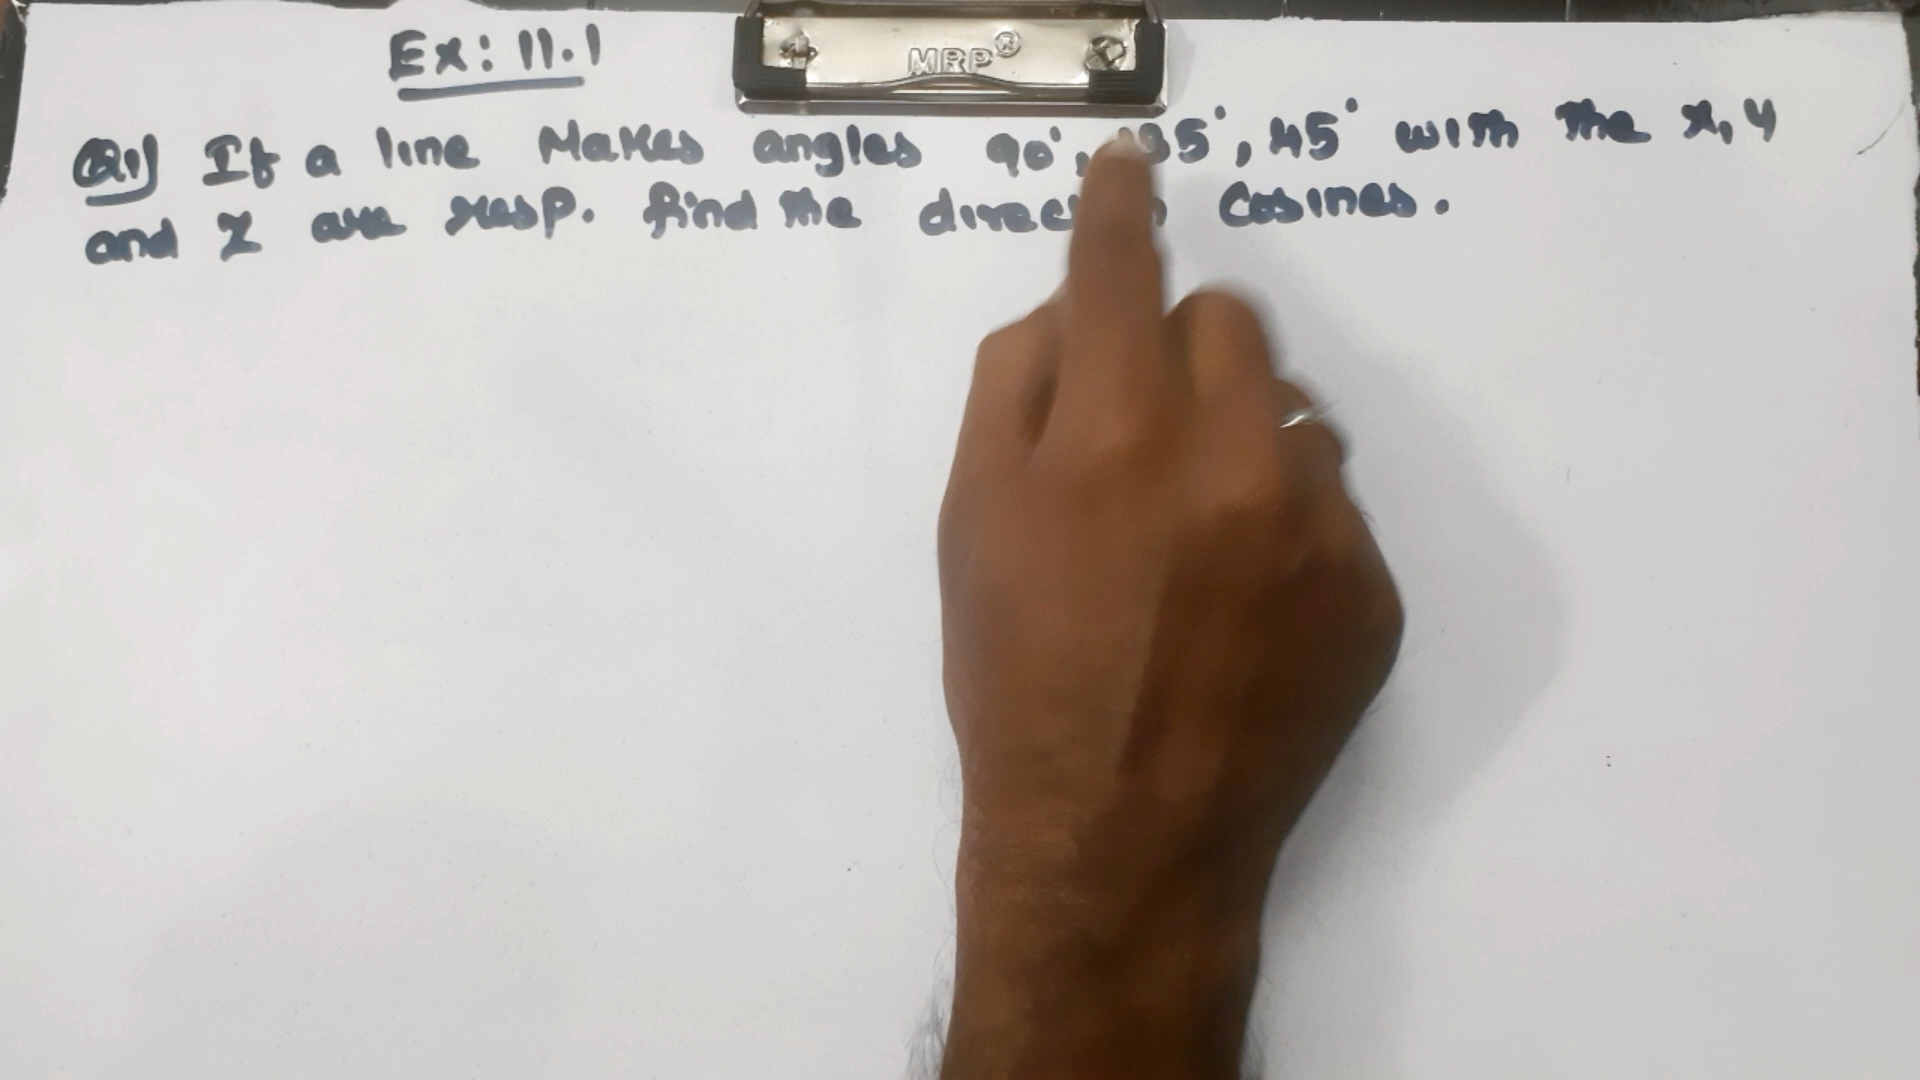 MRP®
Ex: 11.1
Q1) If a line Makes angles 90°, 135°, 45° with the x, y
and z are resp. find the Cosines.